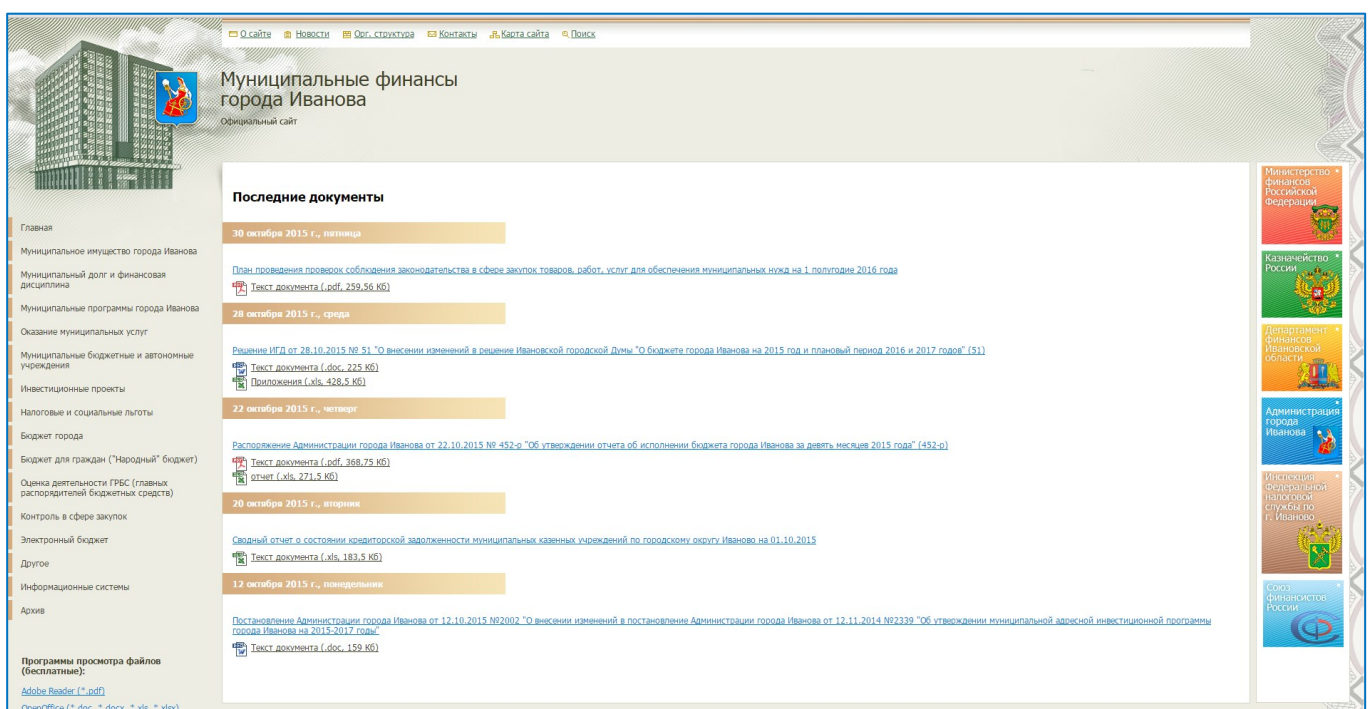 О сайте Новости Орг. структура Контакты Карта сайта Поиск
Муниципальные финансы
города Иванова
Официальный сайт
Главная
Муниципальное имущество города Иванова
Муниципальный долг и финансовая
дисциплина
Муниципальные программы города Иванова
Оказание муниципальных услуг
Муниципальные бюджетные и автономные
учреждения
Инвестиционные проекты
Налоговые и социальные льготы
Бюджет города
Бюджет для граждан ("Народный" бюджет)
Оценка деятельности ГРБС (главных
распорядителей бюджетных средств)
Контроль в сфере закупок
Электронный бюджет
Другое
Информационные системы
Архив
Программы просмотра файлов
(бесплатные):
Adobe Reader (*.pdf)
OpenOffice (*.doc, *.docx, *.xls, *.xlsx)
Последние документы
30 октября 2015 г., пятница
План проведения проверок соблюдения законодательства в сфере закупок товаров, работ, услуг для обеспечения муниципальных нужд на 1 полугодие 2016 года
Текст документа (.pdf, 259,56 Кб)
28 октября 2015 г., среда
Решение ИГД от 28.10.2015 № 51 "О внесении изменений в решение Ивановской городской Думы "О бюджете города Иванова на 2015 год и плановый период 2016 и 2017 годов" (51)
Текст документа (.doc, 225 Кб)
Приложения (.xls, 428,5 Кб)
22 октября 2015 г., четверг
Распоряжение Администрации города Иванова от 22.10.2015 № 452-р "Об утверждении отчета об исполнении бюджета города Иванова за девять месяцев 2015 года" (452-р)
Текст документа (.pdf, 368,75 Кб)
отчет (.xls, 271,5 Кб)
20 октября 2015 г., вторник
Сводный отчет о состоянии кредиторской задолженности муниципальных казенных учреждений по городскому округу Иваново на 01.10.2015
Текст документа (.xls, 183,5 Кб)
12 октября 2015 г., понедельник
Постановление Администрации города Иванова от 12.10.2015 №2002 "О внесении изменений в постановление Администрации города Иванова от 12.11.2014 №2339 "Об утверждении муниципальной адресной инвестиционной программы
города Иванова на 2015-2017 годы"
Текст документа (.doc, 159 Кб)
Министерство
финансов
Российской
Федерации
Казначейство
России
Департамент
финансов
Ивановской
области
Администрация
города
Иванова
Инспекция
Федеральной
налоговой
службы по
г. Иваново
Союз
финансистов
России